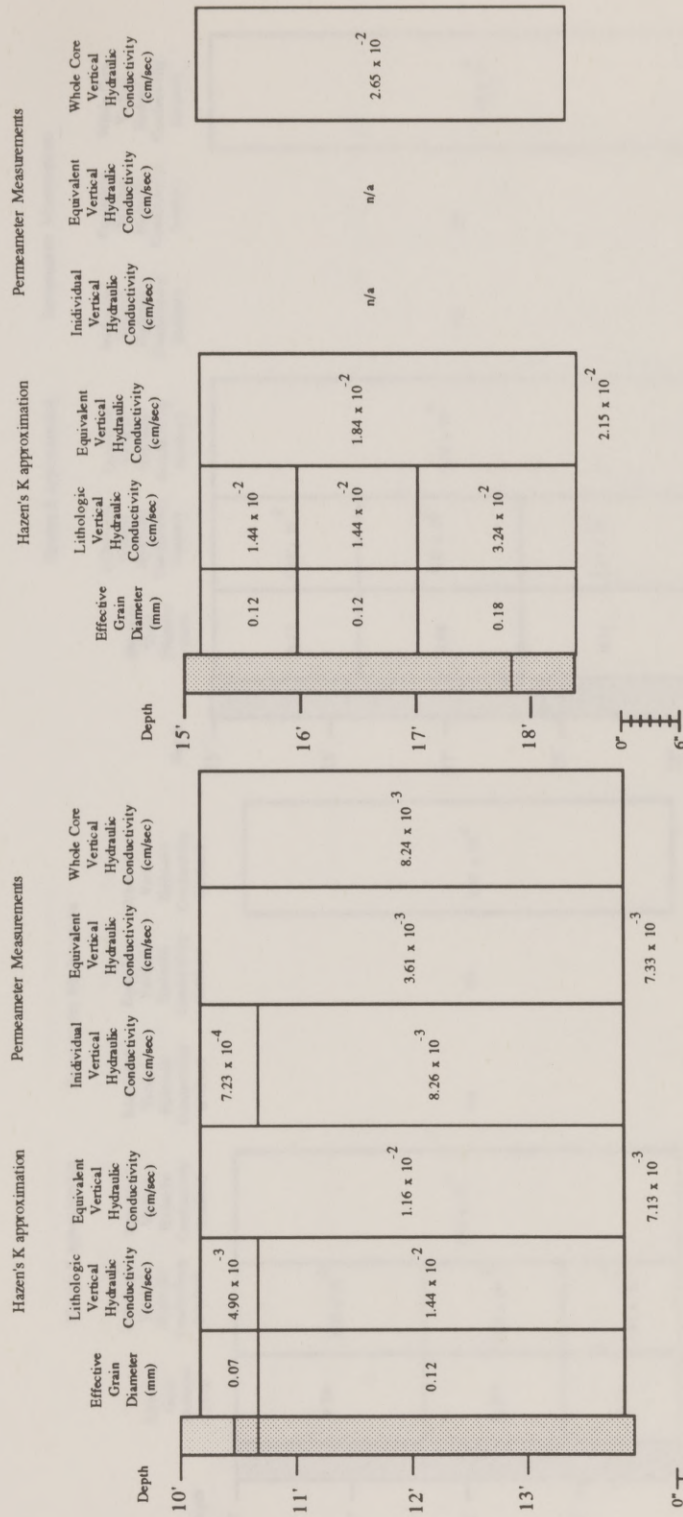 Hazen's K approximation
Permeameter Measurements
Depth
Effective
Grain
Diameter
(mm)
Lithologic
Vertical
Hydraulic
Conductivity
(cm/sec)
Equivalent
Vertical
Hydraulic
Conductivity
(cm/sec)
Inidividual
Vertical
Hydraulic
Conductivity
(cm/sec)
Equivalent
Vertical
Hydraulic
Conductivity
(cm/sec)
Whole Core
Vertical
Hydraulic
Conductivity
(cm/sec)
10'
11'
12'
13'
0.07
0.12
4.90 x 10^-3
1.44 x 10^-2
1.16 x 10^-2
7.23 x 10^-4
8.26 x 10^-3
3.61 x 10^-3
8.24 x 10^-3
7.13 x 10^-3
7.33 x 10^-3
0"
Hazen's K approximation
Permeameter Measurements
Depth
Effective
Grain
Diameter
(mm)
Lithologic
Vertical
Hydraulic
Conductivity
(cm/sec)
Equivalent
Vertical
Hydraulic
Conductivity
(cm/sec)
Inidividual
Vertical
Hydraulic
Conductivity
(cm/sec)
Equivalent
Vertical
Hydraulic
Conductivity
(cm/sec)
Whole Core
Vertical
Hydraulic
Conductivity
(cm/sec)
15'
16'
17'
18'
0.12
0.12
0.18
1.44 x 10^-2
1.44 x 10^-2
3.24 x 10^-2
1.84 x 10^-2
n/a
n/a
2.65 x 10^-2
2.15 x 10^-2
0"
6"